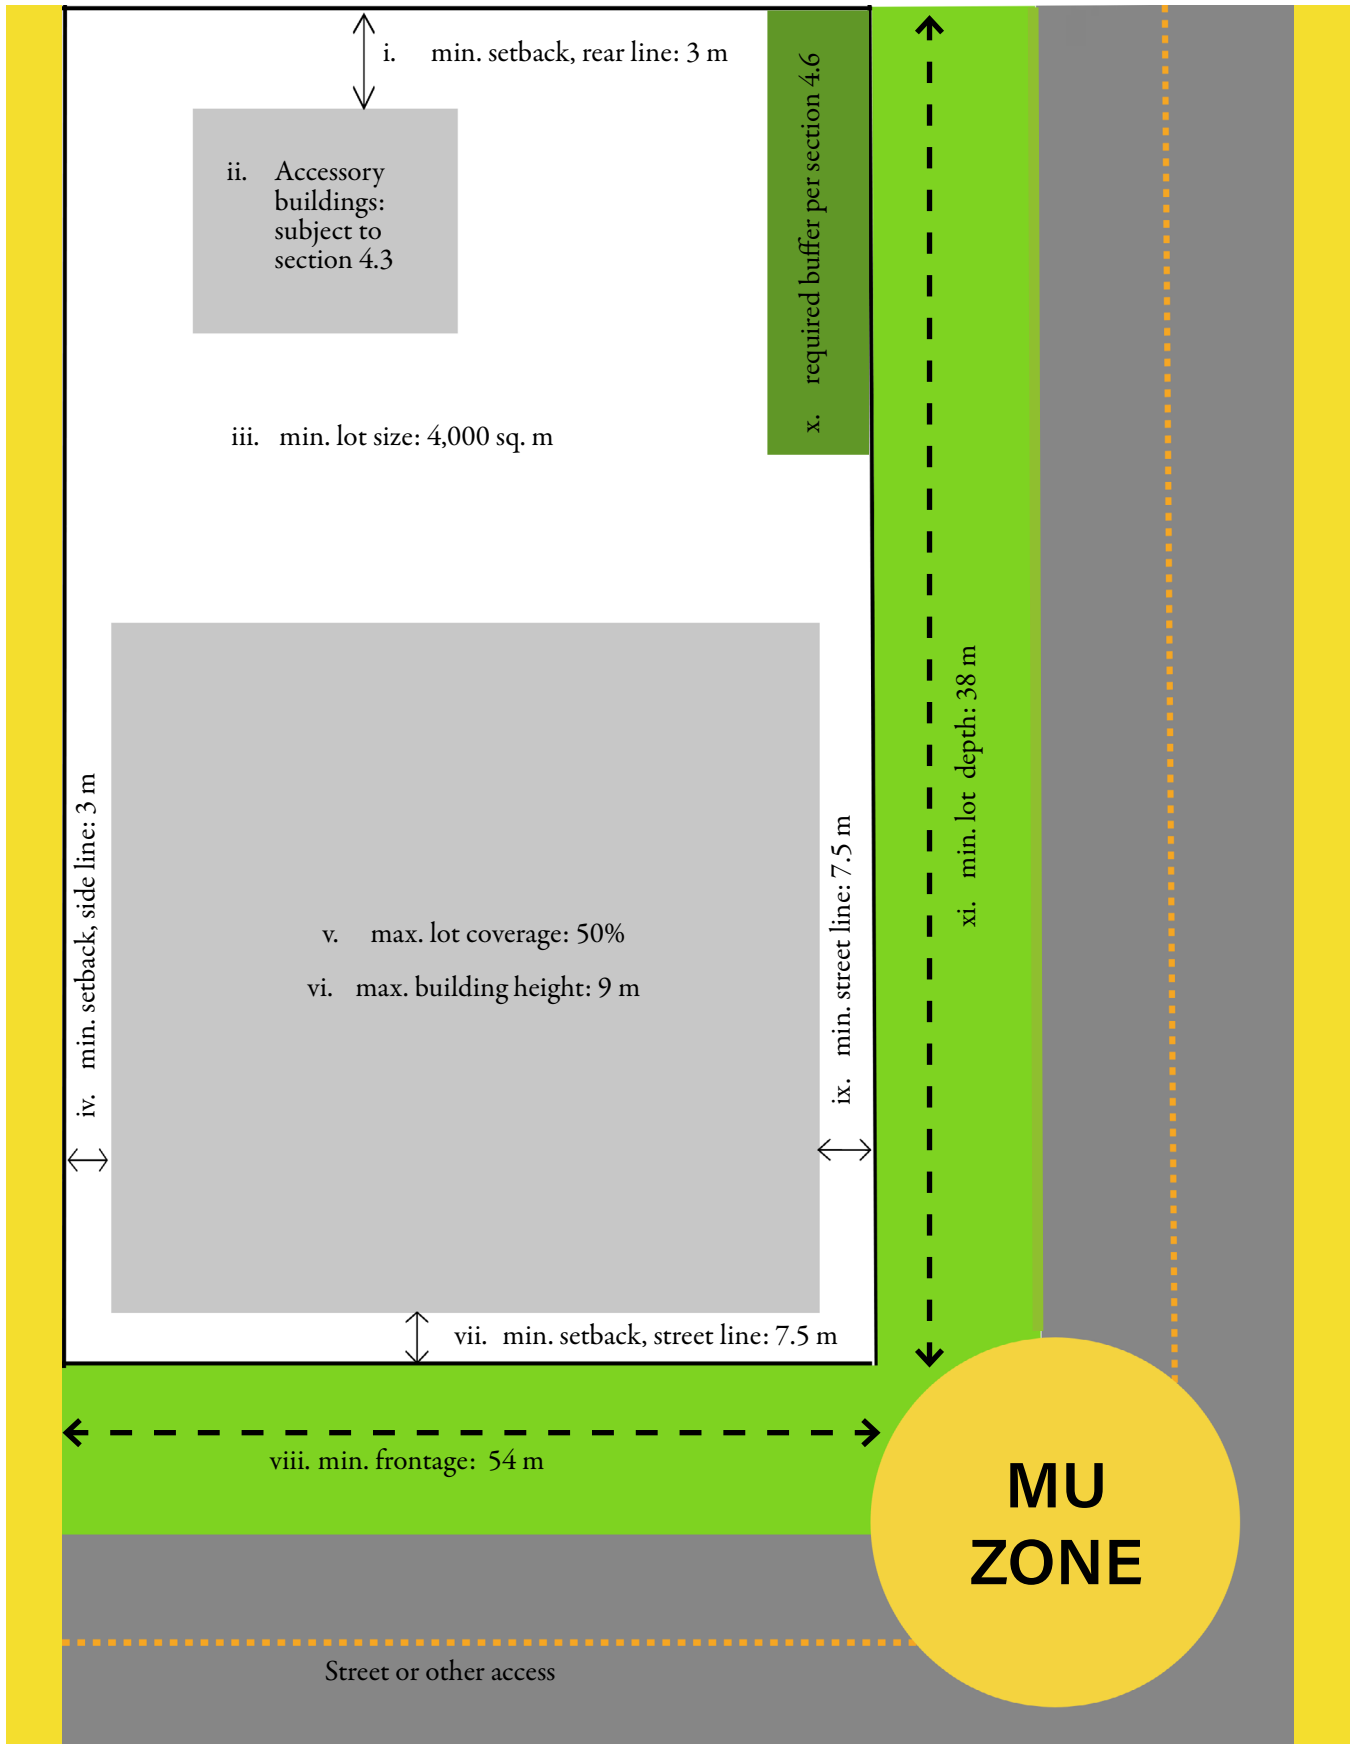 i. min. setback, rear line: 3 m
ii. Accessory
buildings:
subject to
section 4.3
x. required buffer per section 4.6
iii. min. lot size: 4,000 sq. m
xi. min. lot depth: 38 m
iv. min. setback, side line: 3 m
v. max. lot coverage: 50%
vi. max. building height: 9 m
ix. min. street line: 7.5 m
vii. min. setback, street line: 7.5 m
viii. min. frontage: 54 m
MU
ZONE
Street or other access